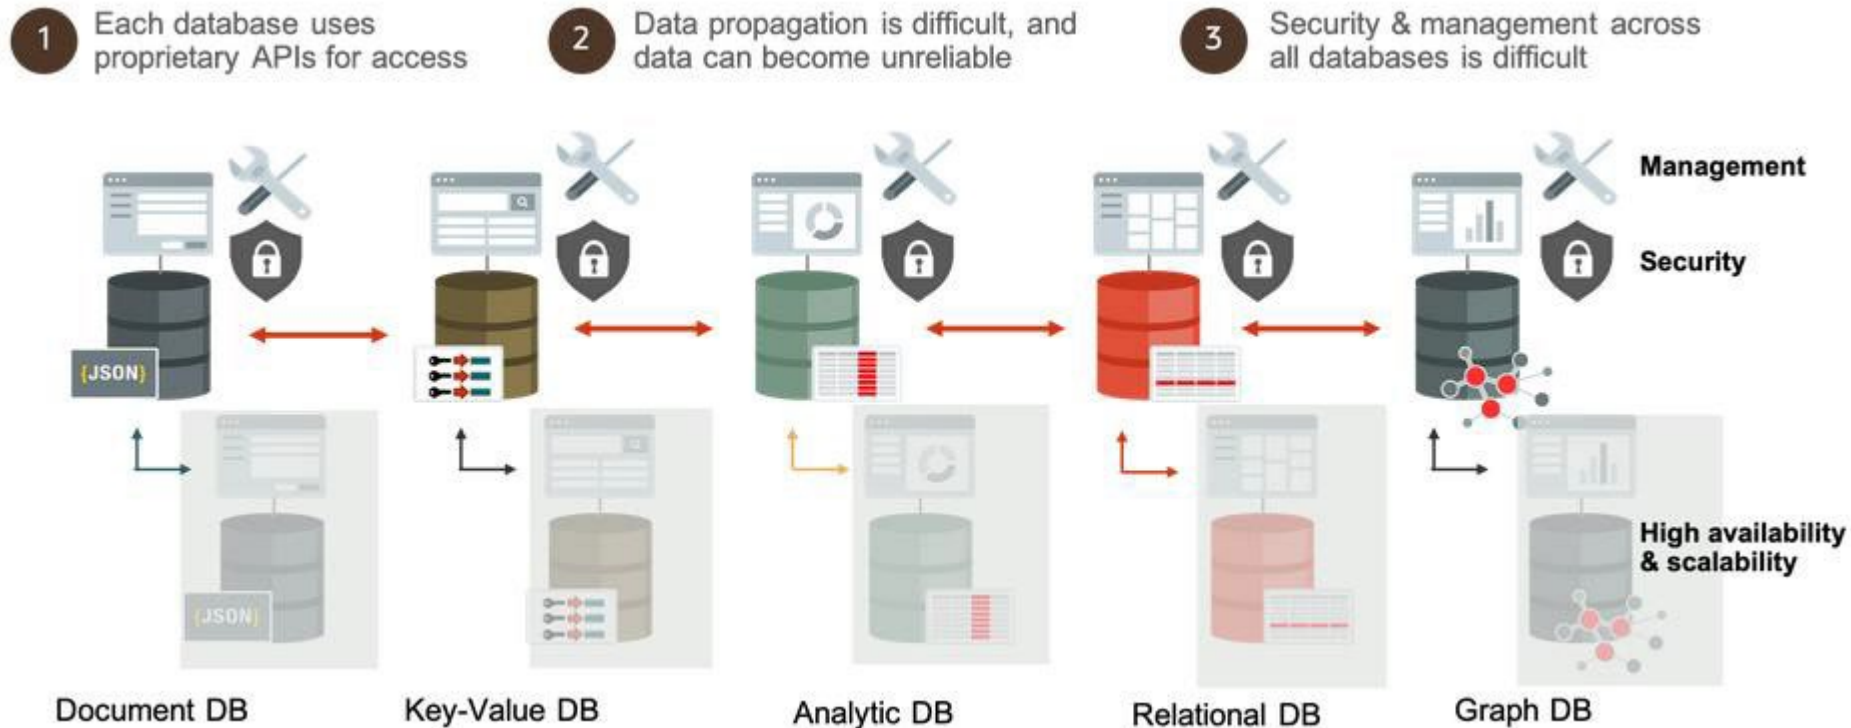 1
Each database uses
proprietary APIs for access
2
Data propagation is difficult, and
data can become unreliable
3
Security & management across
all databases is difficult
Management
Security
{JSON}
{JSON}
High availability
& scalability
Document DB
Key-Value DB
Analytic DB
Relational DB
Graph DB